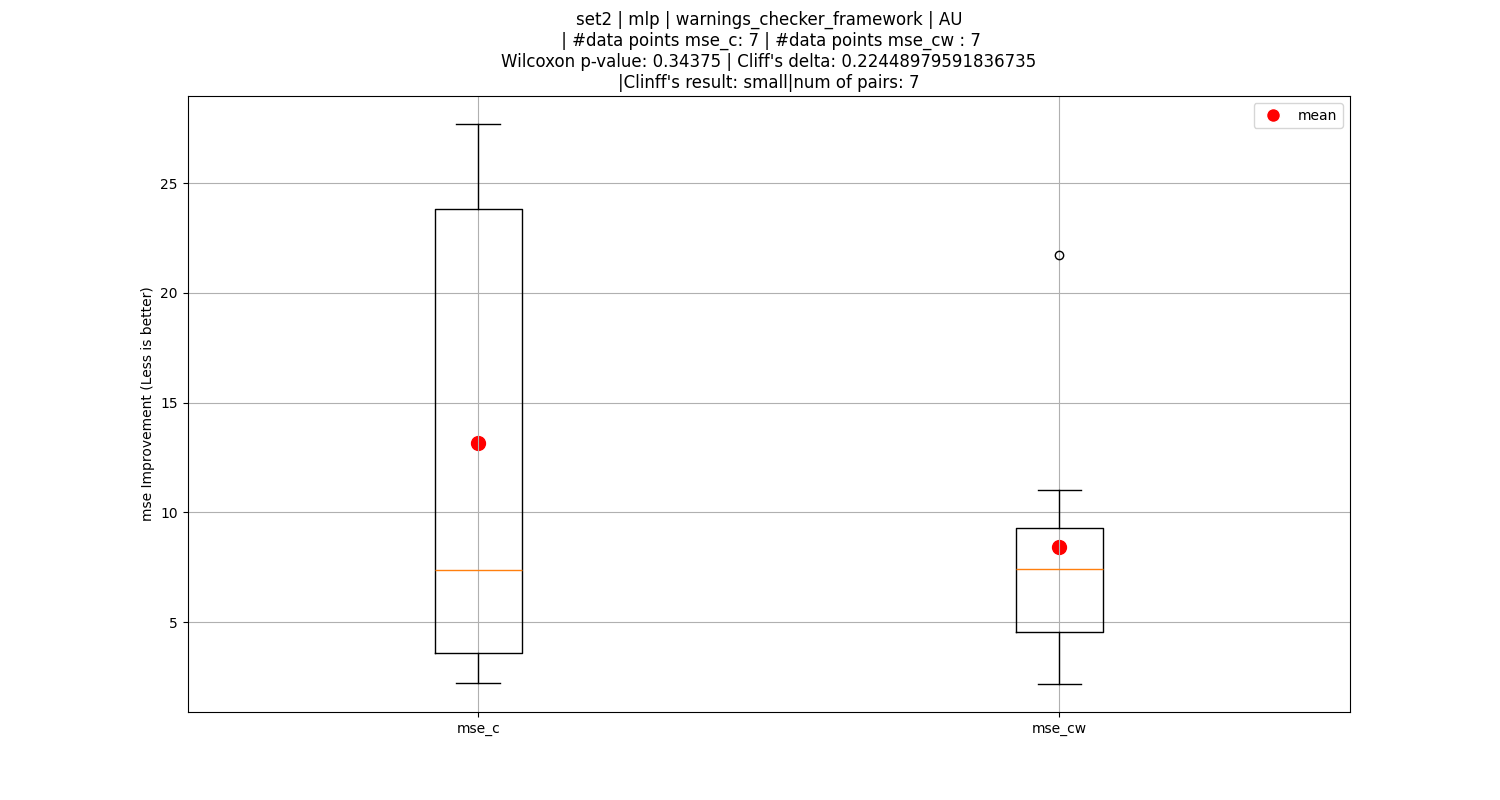 set2 | mlp | warnings_checker_framework | AU
| #data points mse_c: 7 | #data points mse_cw : 7
Wilcoxon p-value: 0.34375 | Cliff's delta: 0.22448979591836735
|Clinff's result: small|num of pairs: 7
mean
mse Improvement (Less is better)
25
20
15
10
5
mse_c
mse_cw